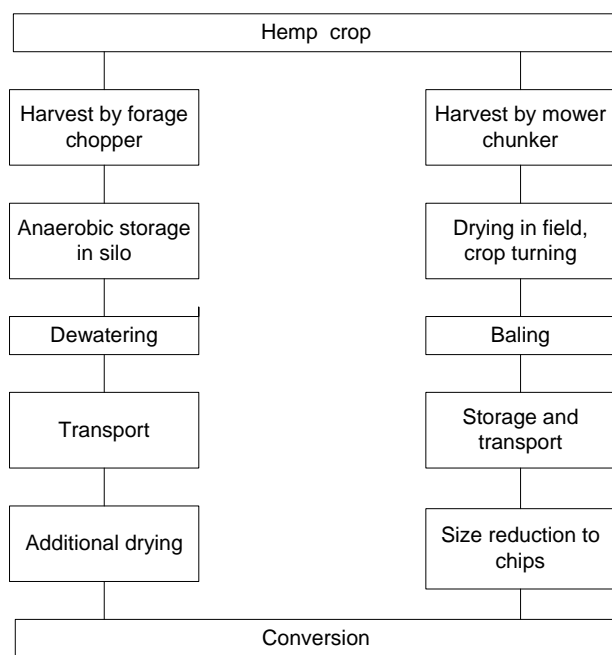 Hemp crop
Harvest by forage
chopper
Harvest by mower
chunker
Anaerobic storage
in silo
Drying in field,
crop turning
Dewatering
Baling
Transport
Storage and
transport
Additional drying
Size reduction to
chips
Conversion